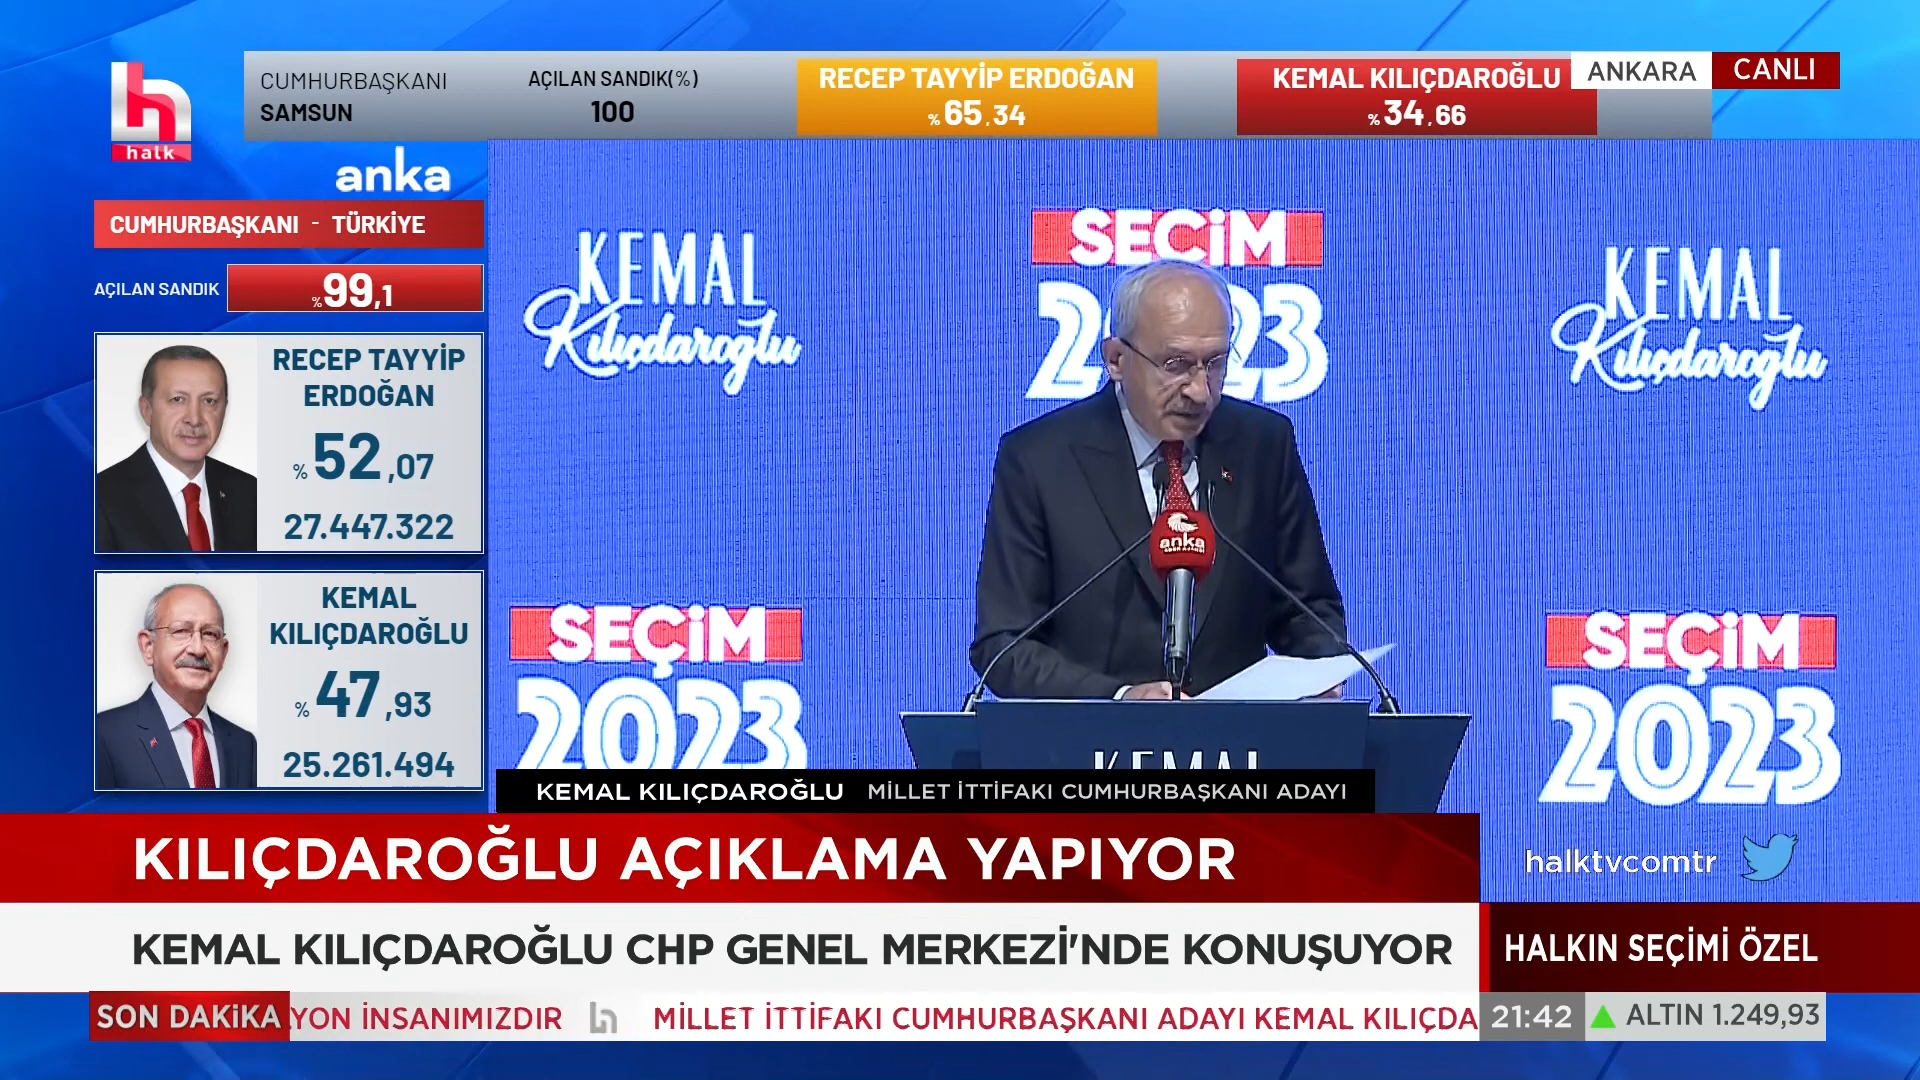 h
halk
CUMHURBAŞKANI
SAMSUN
AÇILAN SANDIK(%)
100
RECEP TAYYİP ERDOĞAN
%65,34
KEMAL KILIÇDAROĞLU
%34,66
ANKARA
CANLI
anka
CUMHURBAŞKANI - TÜRKİYE
AÇILAN SANDIK
%99,1
RECEP TAYYİP
ERDOĞAN
%52,07
27.447.322
KEMAL
KILIÇDAROĞLU
%47,93
25.261.494
KEMAL
Kılıçdaroğlu
SEÇİM
2023
KEMAL
Kılıçdaroğlu
anka
SEÇİM
2023
SEÇİM
2023
KEMAL
KEMAL KILIÇDAROĞLU MİLLET İTTİFAKI CUMHURBAŞKANI ADAYI
KILIÇDAROĞLU AÇIKLAMA YAPIYOR
halktvcomtr
KEMAL KILIÇDAROĞLU CHP GENEL MERKEZİ'NDE KONUŞUYOR
HALKIN SEÇİMİ ÖZEL
SON DAKİKA
YON İNSANIMIZDIR h MİLLET İTTİFAKI CUMHURBAŞKANI ADAYI KEMAL KILIÇDA
21:42
ALTIN 1.249,93